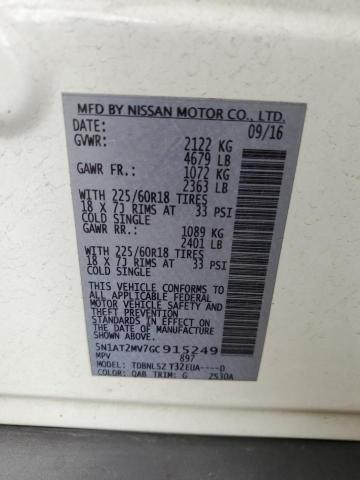 MFD BY NISSAN MOTOR CO., LTD.
DATE: 09/16
GVWR: 2122 KG
4679 LB
GAWR FR.: 1072 KG
2363 LB
WITH 225/60R18 TIRES
18 X 7J RIMS AT 33 PSI
COLD SINGLE
GAWR RR.: 1089 KG
2401 LB
WITH 225/60R18 TIRES
18 X 7J RIMS AT 33 PSI
COLD SINGLE
THIS VEHICLE CONFORMS TO
ALL APPLICABLE FEDERAL
MOTOR VEHICLE SAFETY AND
THEFT PREVENTION
STANDARDS IN EFFECT ON
THE DATE OF MANUFACTURE
SHOWN ABOVE.
5N1AT2MV7GC915249
MPV 897
MODEL: TDBNLSZ T32EUA----D
COLOR: QAB TRIM: G 2530A